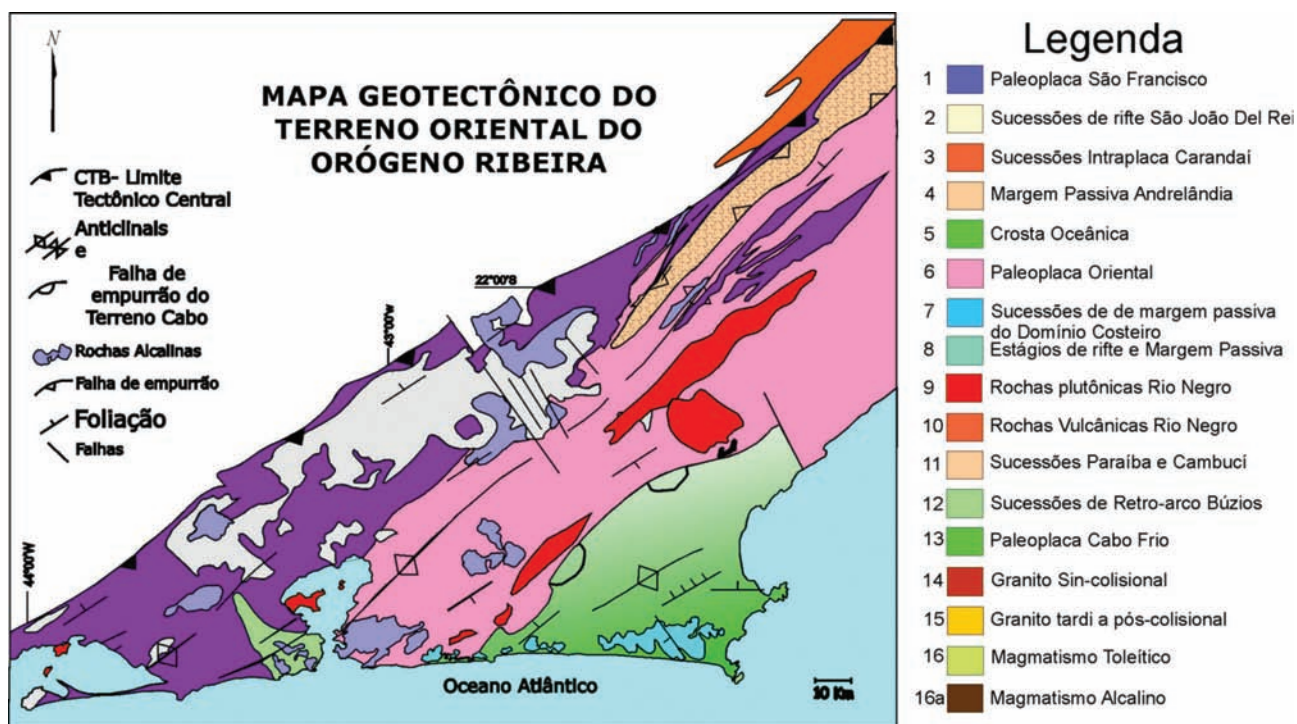 N
MAPA GEOTECTÔNICO DO
TERRENO ORIENTAL DO
ORÓGENO RIBEIRA
CTB- Limite
Tectônico Central
Anticlinais
e
Falha de
empurrão do
Terreno Cabo
Rochas Alcalinas
Falha de empurrão
Foliação
Falhas
22°00'S
43°00'W
44°00'W
Oceano Atlântico
10 Km
Legenda
1 Paleoplaca São Francisco
2 Sucessões de rifte São João Del Rei
3 Sucessões Intraplaca Carandaí
4 Margem Passiva Andrelândia
5 Crosta Oceânica
6 Paleoplaca Oriental
7 Sucessões de de margem passiva
do Domínio Costeiro
8 Estágios de rifte e Margem Passiva
9 Rochas plutônicas Rio Negro
10 Rochas Vulcânicas Rio Negro
11 Sucessões Paraíba e Cambucí
12 Sucessões de Retro-arco Búzios
13 Paleoplaca Cabo Frio
14 Granito Sin-colisional
15 Granito tardi a pós-colisional
16 Magmatismo Toleítico
16a Magmatismo Alcalino